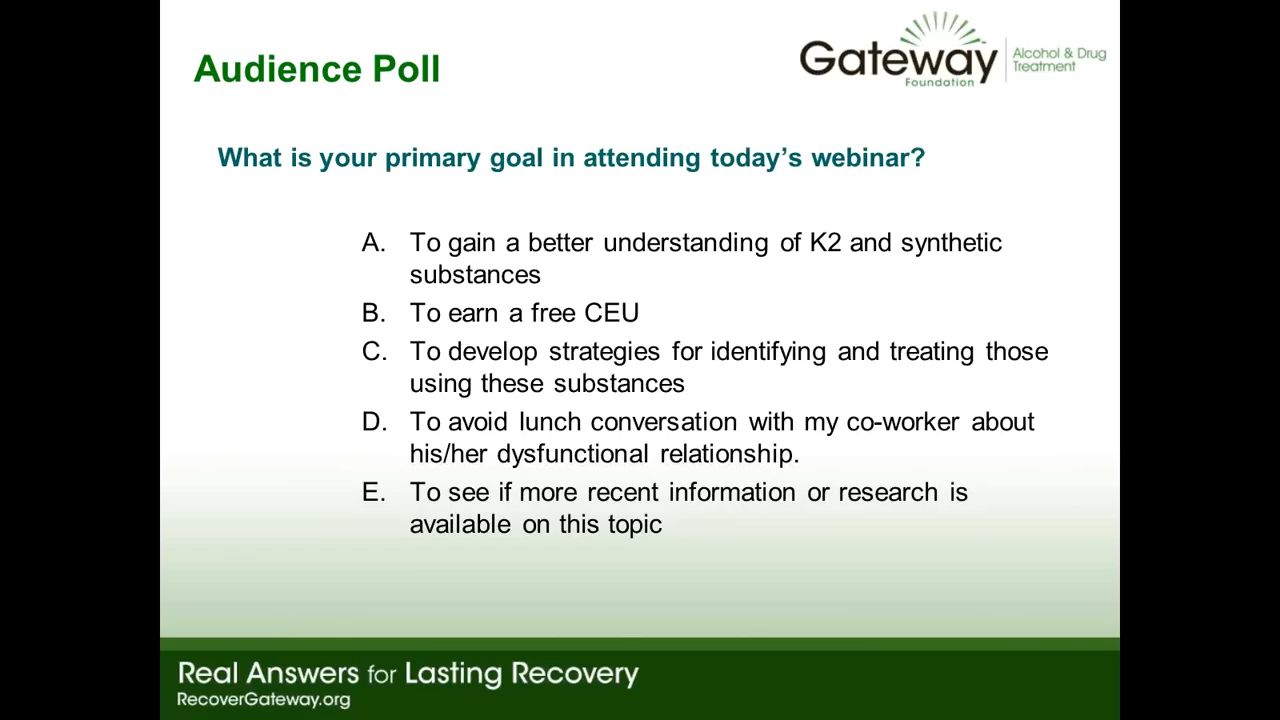 Audience Poll
Gateway
Foundation
Alcohol & Drug
Treatment
What is your primary goal in attending today’s webinar?
A. To gain a better understanding of K2 and synthetic
substances
B. To earn a free CEU
C. To develop strategies for identifying and treating those
using these substances
D. To avoid lunch conversation with my co-worker about
his/her dysfunctional relationship.
E. To see if more recent information or research is
available on this topic
Real Answers for Lasting Recovery
RecoverGateway.org